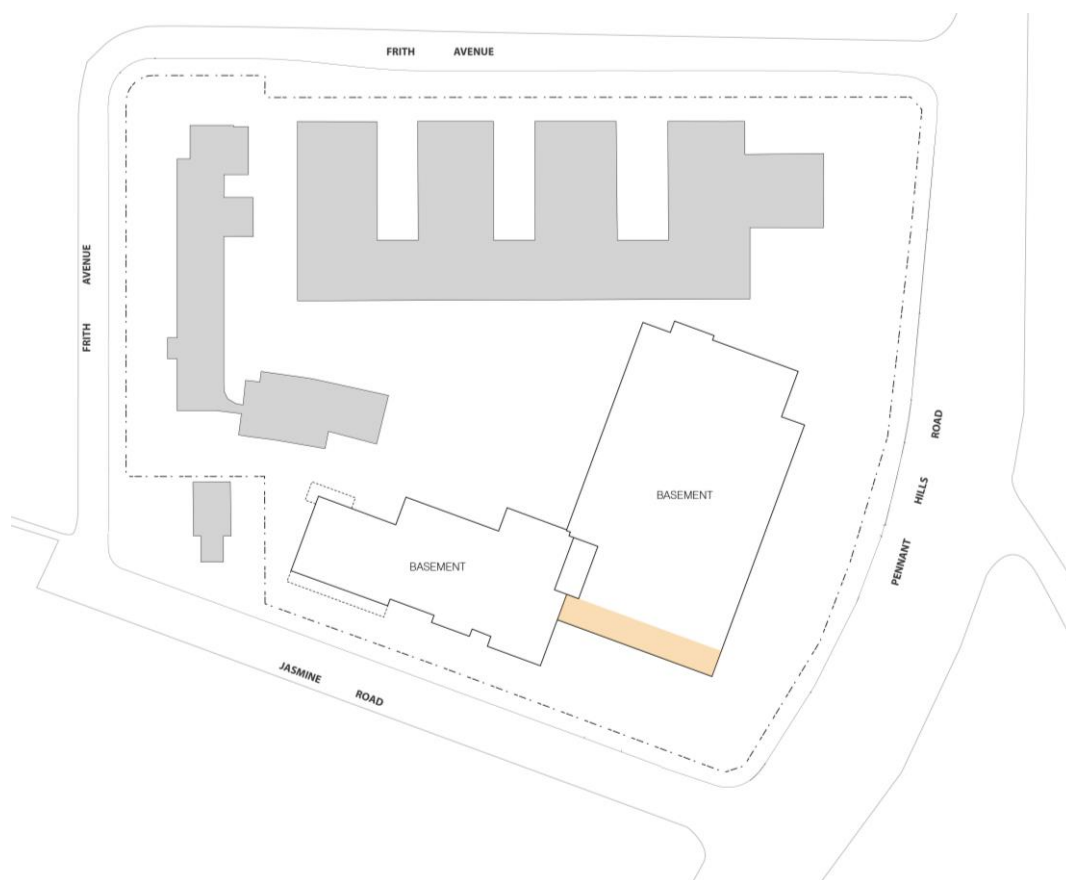 FRITH AVENUE
FRITH AVENUE
PENNANT HILLS ROAD
BASEMENT
BASEMENT
JASMINE ROAD